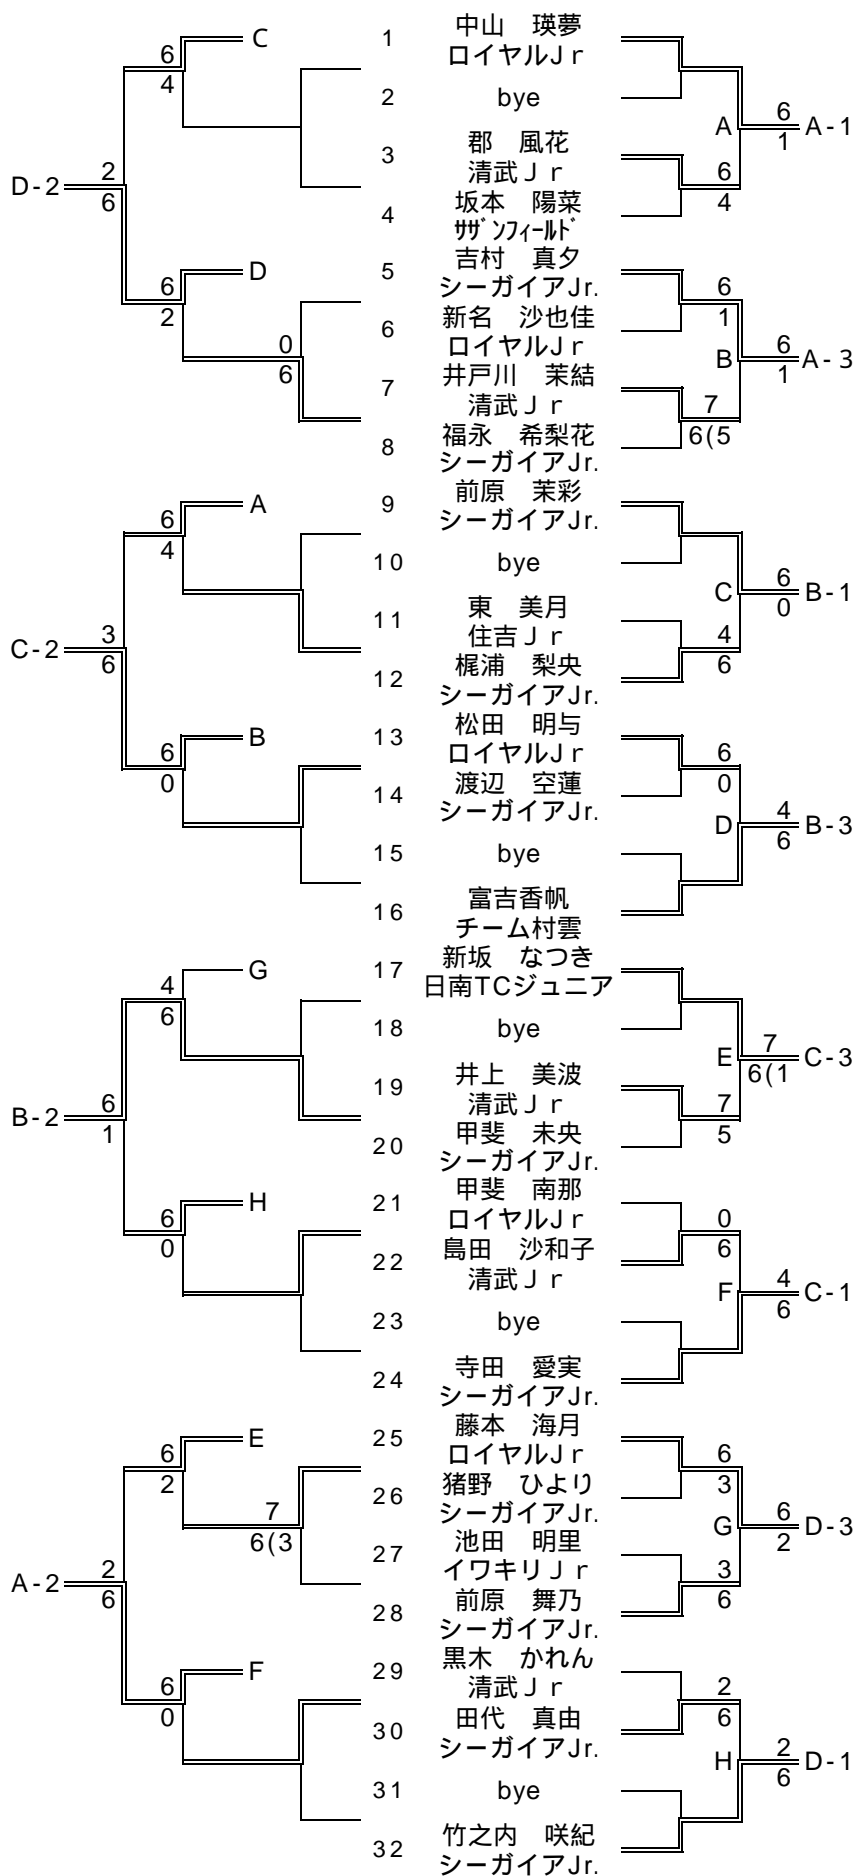 1 中山　瑛夢
ロイヤルJｒ
2 bye
3 郡　風花
清武Ｊｒ
4 坂本　陽菜
ｻｻﾞﾝﾌｨｰﾙﾄﾞ
5 吉村　真夕
シーガイアJr.
6 新名　沙也佳
ロイヤルJｒ
7 井戸川　茉結
清武Ｊｒ
8 福永　希梨花
シーガイアJr.
9 前原　茉彩
シーガイアJr.
10 bye
11 東　美月
住吉Ｊｒ
12 梶浦　梨央
シーガイアJr.
13 松田　明与
ロイヤルJｒ
14 渡辺　空蓮
シーガイアJr.
15 bye
16 富吉香帆
チーム村雲
17 新坂　なつき
日南TCジュニア
18 bye
19 井上　美波
清武Ｊｒ
20 甲斐　未央
シーガイアJr.
21 甲斐　南那
ロイヤルJｒ
22 島田　沙和子
清武Ｊｒ
23 bye
24 寺田　愛実
シーガイアJr.
25 藤本　海月
ロイヤルJｒ
26 猪野　ひより
シーガイアJr.
27 池田　明里
イワキリＪｒ
28 前原　舞乃
シーガイアJr.
29 黒木　かれん
清武Ｊｒ
30 田代　真由
シーガイアJr.
31 bye
32 竹之内　咲紀
シーガイアJr.
6 C
4
D-2 2
6
6 D
2
0
6
6 A
4
C-2 3
6
6 B
0
4 G
6
B-2 6
1
6 H
0
6 E
2
7
6(3
A-2 2
6
6 F
0
A 6 A-1
1
6
4
6
1
B 6 A-3
1
7
6(5
C 6 B-1
0
4
6
6
0
D 4 B-3
6
E 7 C-3
6(1
7
5
0
6
F 4 C-1
6
6
3
G 6 D-3
2
3
6
2
6
H 2 D-1
6